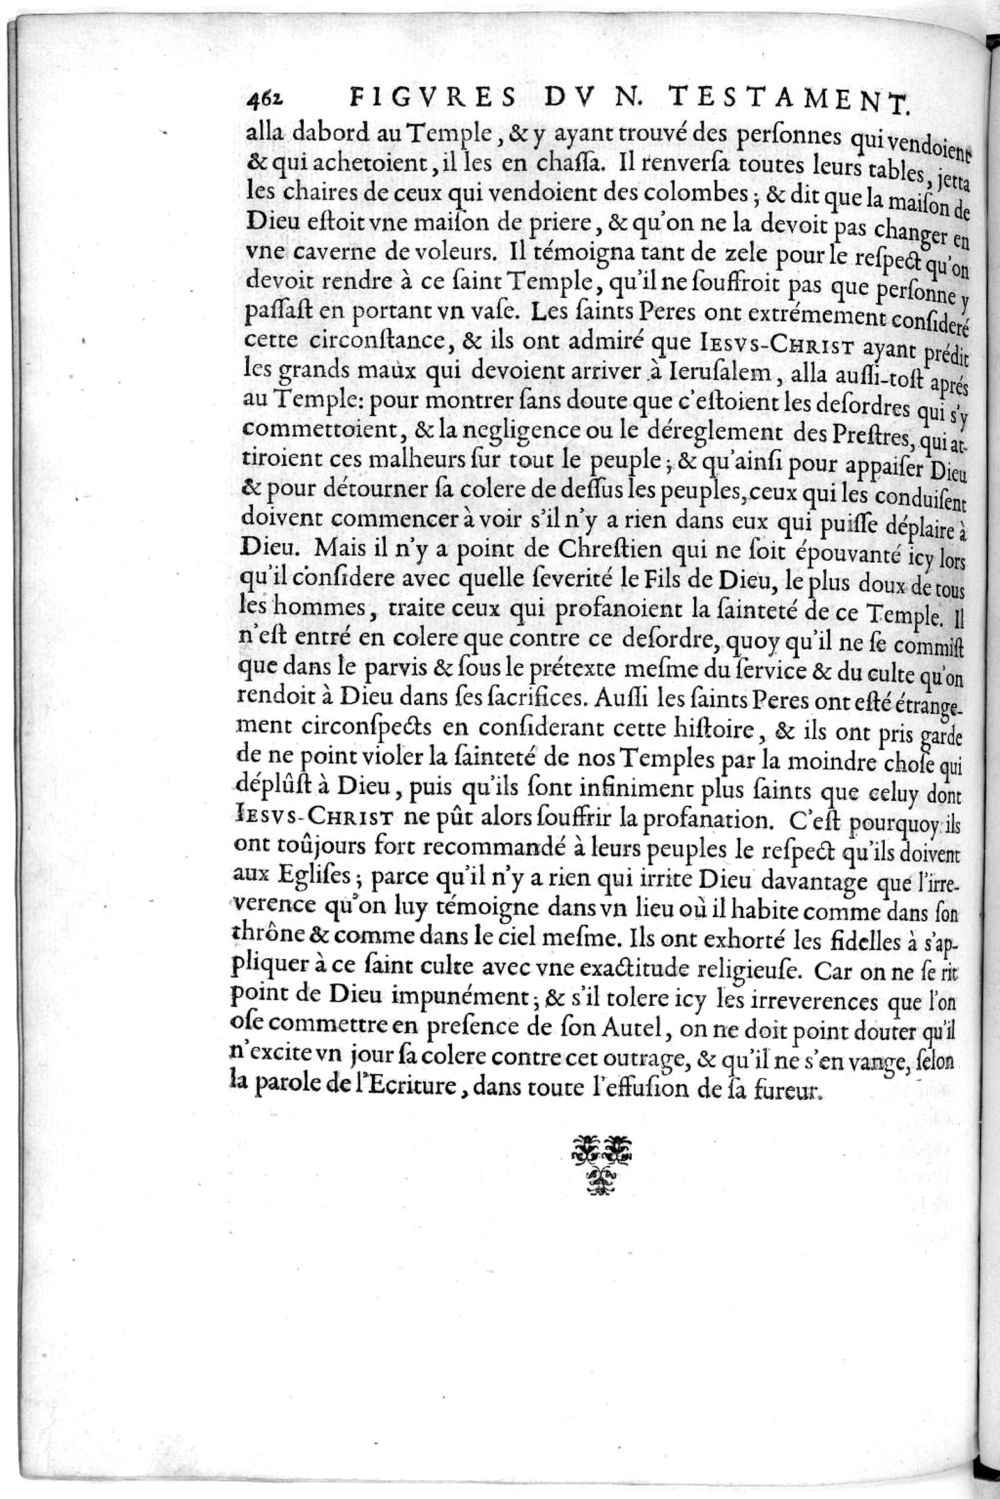 462 FIGVRES DV N. TESTAMENT.
alla dabord au Temple, & y ayant trouvé des perſonnes qui vendoient
& qui achetoient, il les en chaſſa. Il renverſa toutes leurs tables, jetta
les chaires de ceux qui vendoient des colombes; & dit que la maiſon de
Dieu eſtoit vne maiſon de priere, & qu'on ne la devoit pas changer en
vne caverne de voleurs. Il témoigna tant de zele pour le reſpect qu'on
devoit rendre à ce ſaint Temple, qu'il ne ſouffroit pas que perſonne y
paſſaſt en portant vn vaſe. Les ſaints Peres ont extrémement conſideré
cette circonſtance, & ils ont admiré que IESVS-CHRIST ayant prédit
les grands maux qui devoient arriver à Ieruſalem, alla auſſi-toſt aprés
au Temple: pour montrer ſans doute que c'eſtoient les deſordres qui s'y
commettoient, & la negligence ou le déreglement des Preſtres, qui at-
tiroient ces malheurs ſur tout le peuple; & qu'ainſi pour appaiſer Dieu
& pour détourner ſa colere de deſſus les peuples, ceux qui les conduiſent
doivent commencer à voir s'il n'y a rien dans eux qui puiſſe déplaire à
Dieu. Mais il n'y a point de Chreſtien qui ne ſoit épouvanté icy lors
qu'il conſidere avec quelle ſeverité le Fils de Dieu, le plus doux de tous
les hommes, traite ceux qui profanoient la ſainteté de ce Temple. Il
n'eſt entré en colere que contre ce deſordre, quoy qu'il ne ſe commiſt
que dans le parvis & ſous le prétexte meſme du ſervice & du culte qu'on
rendoit à Dieu dans ſes ſacrifices. Auſſi les ſaints Peres ont eſté étrange-
ment circonſpects en conſiderant cette hiſtoire, & ils ont pris garde
de ne point violer la ſainteté de nos Temples par la moindre choſe qui
déplûſt à Dieu, puis qu'ils ſont infiniment plus ſaints que celuy dont
IESVS-CHRIST ne pût alors ſouffrir la profanation. C'eſt pourquoy ils
ont toûjours fort recommandé à leurs peuples le reſpect qu'ils doivent
aux Egliſes; parce qu'il n'y a rien qui irrite Dieu davantage que l'irre-
verence qu'on luy témoigne dans vn lieu où il habite comme dans ſon
thrône & comme dans le ciel meſme. Ils ont exhorté les fidelles à s'ap-
pliquer à ce ſaint culte avec vne exactitude religieuſe. Car on ne ſe rit
point de Dieu impunément; & s'il tolere icy les irreverences que l'on
oſe commettre en preſence de ſon Autel, on ne doit point douter qu'il
n'excite vn jour ſa colere contre cet outrage, & qu'il ne s'en vange, ſelon
la parole de l'Ecriture, dans toute l'effuſion de ſa fureur.